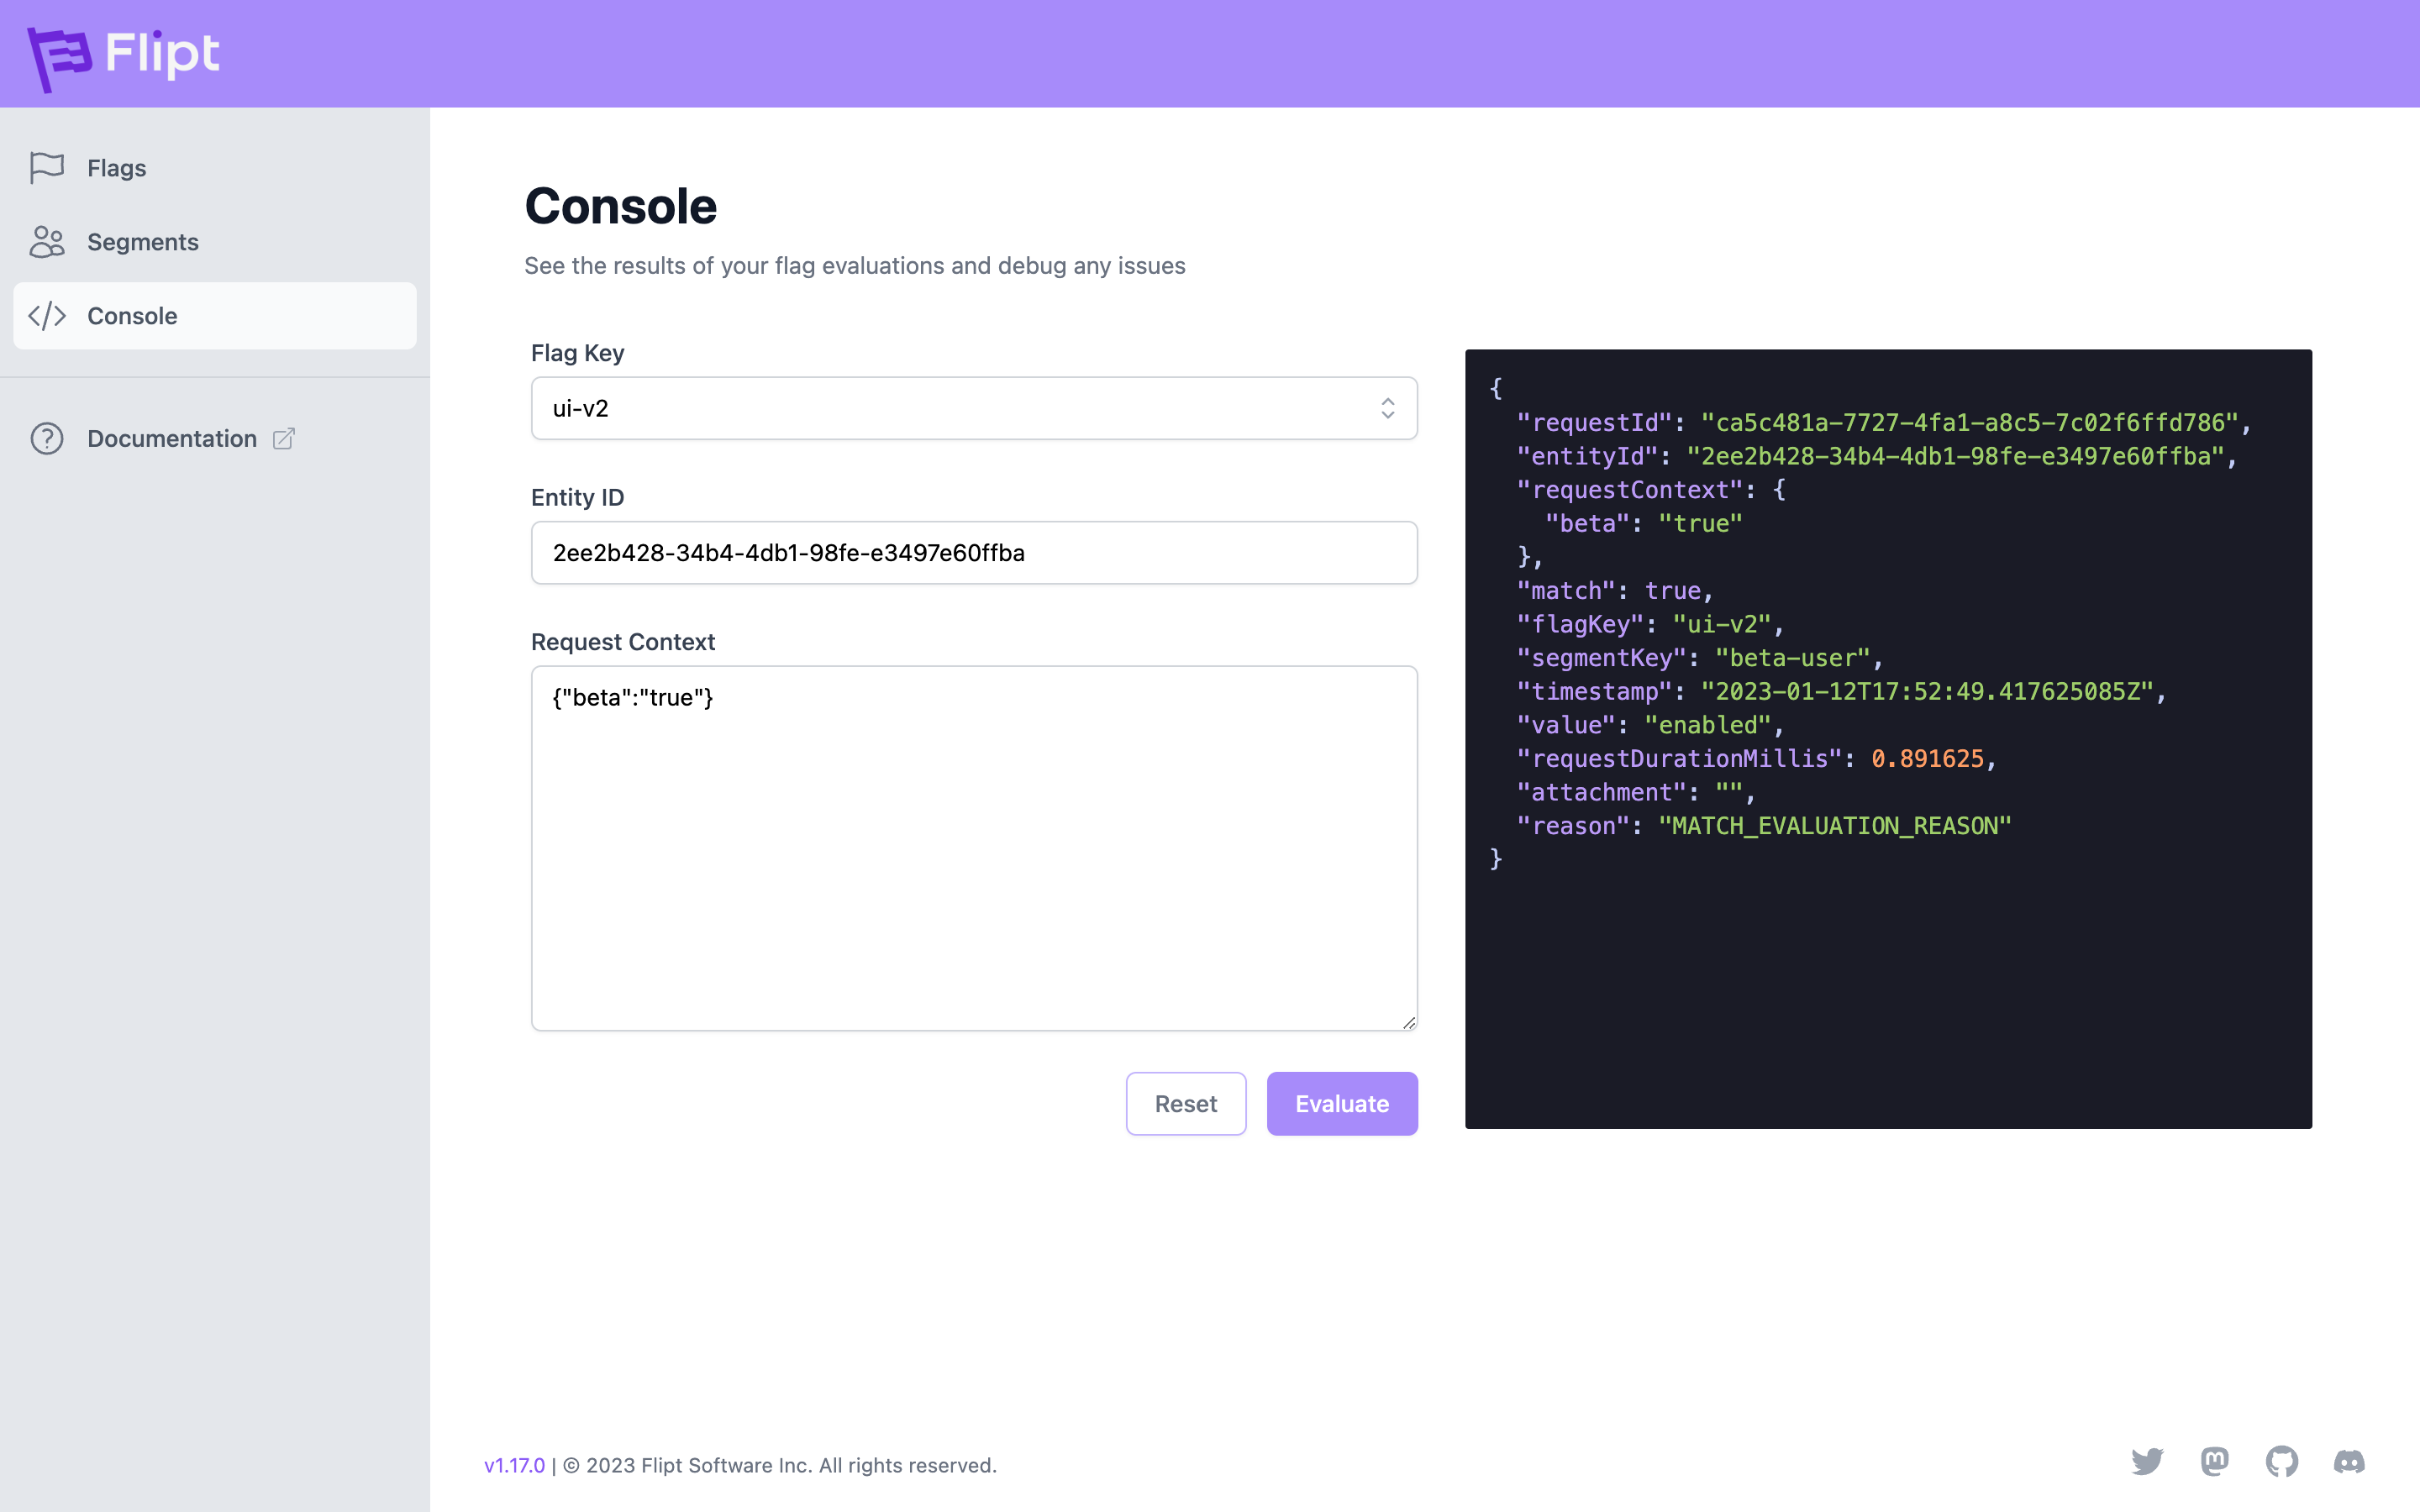 Flipt
Flags
Segments
Console
Documentation
Console
See the results of your flag evaluations and debug any issues
Flag Key
ui-v2
Entity ID
2ee2b428-34b4-4db1-98fe-e3497e60ffba
Request Context
{"beta":"true"}
Reset
Evaluate
{
  "requestId": "ca5c481a-7727-4fa1-a8c5-7c02f6ffd786",
  "entityId": "2ee2b428-34b4-4db1-98fe-e3497e60ffba",
  "requestContext": {
    "beta": "true"
  },
  "match": true,
  "flagKey": "ui-v2",
  "segmentKey": "beta-user",
  "timestamp": "2023-01-12T17:52:49.417625085Z",
  "value": "enabled",
  "requestDurationMillis": 0.891625,
  "attachment": "",
  "reason": "MATCH_EVALUATION_REASON"
}
v1.17.0 | © 2023 Flipt Software Inc. All rights reserved.